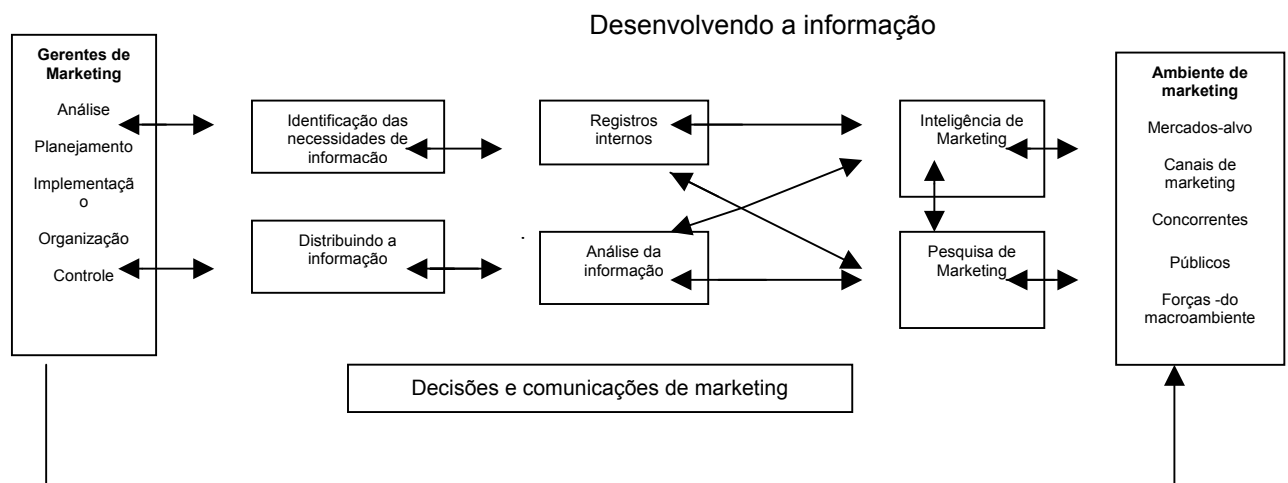 Desenvolvendo a informação
Gerentes de
Marketing
Análise
Planejamento
Implementaçã
o
Organização
Controle
Identificação das
necessidades de
informacão
Distribuindo a
informação
Registros
internos
Análise da
informação
Inteligência de
Marketing
Pesquisa de
Marketing
Ambiente de
marketing
Mercados-alvo
Canais de
marketing
Concorrentes
Públicos
Forças -do
macroambiente
Decisões e comunicações de marketing